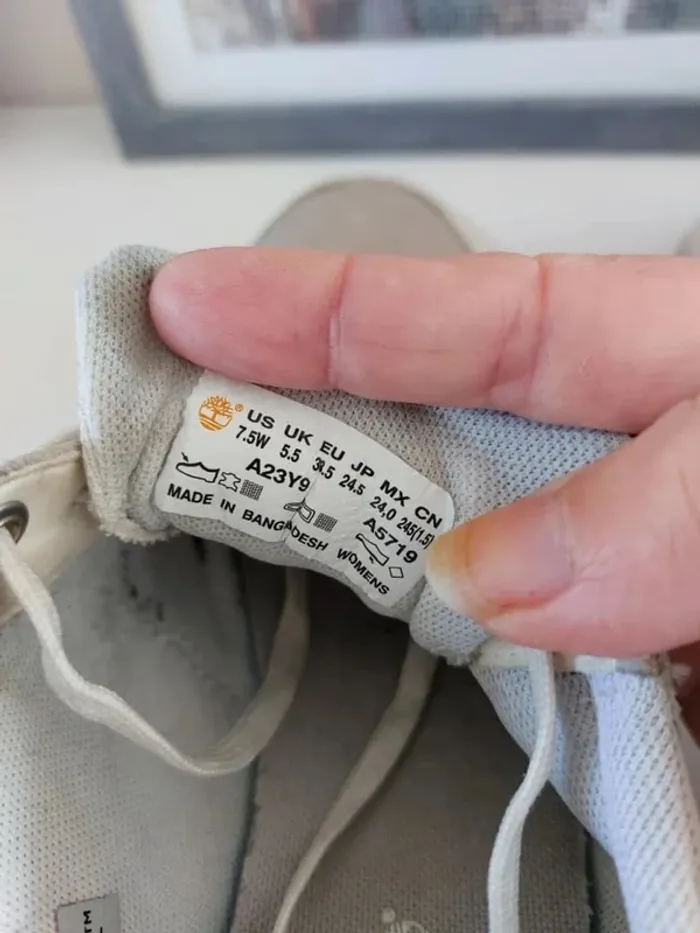 ® US UK EU JP MX CN
7.5W 5.5 38.5 24.5 24,0 245(1.5)
A23Y9 A5719
MADE IN BANGLADESH WOMENS
TM